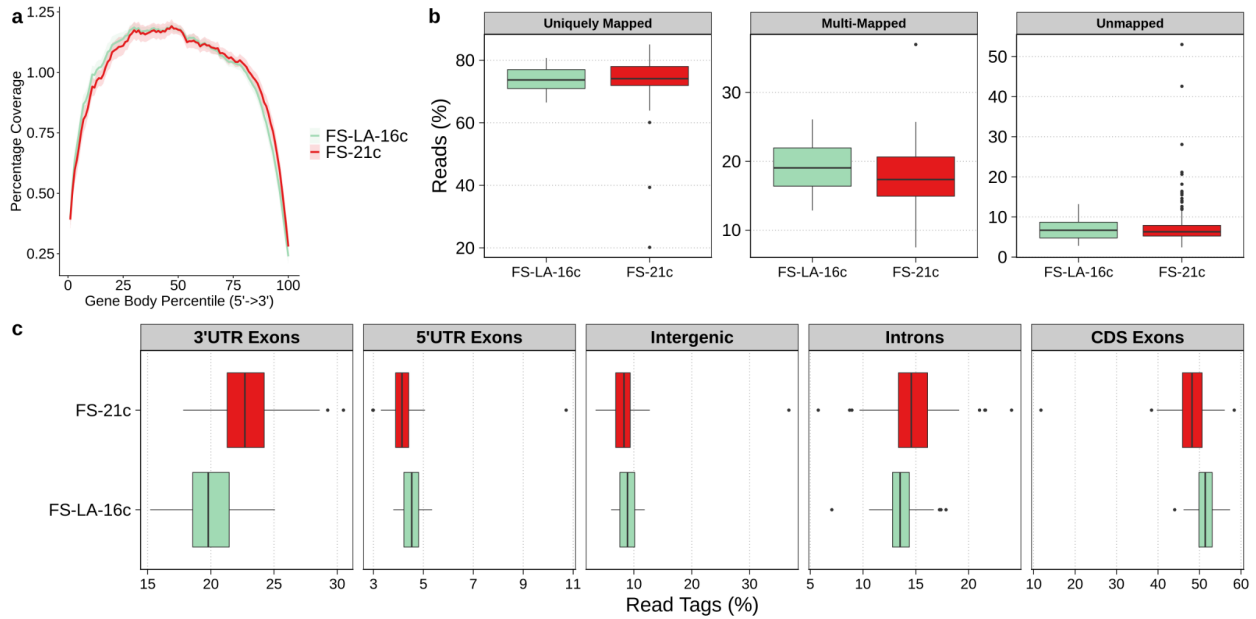 a
Percentage Coverage
1.25
1.00
0.75
0.50
0.25
0
25
50
75
100
Gene Body Percentile (5'->3')
FS-LA-16c
FS-21c
b
Reads (%)
Uniquely Mapped
80
60
40
20
FS-LA-16c
FS-21c
Multi-Mapped
30
20
10
FS-LA-16c
FS-21c
Unmapped
50
40
30
20
10
0
FS-LA-16c
FS-21c
c
3'UTR Exons
5'UTR Exons
Intergenic
Introns
CDS Exons
FS-21c
FS-LA-16c
15 20 25 30
3 5 7 9 11
10 20 30
5 10 15 20
10 20 30 40 50 60
Read Tags (%)